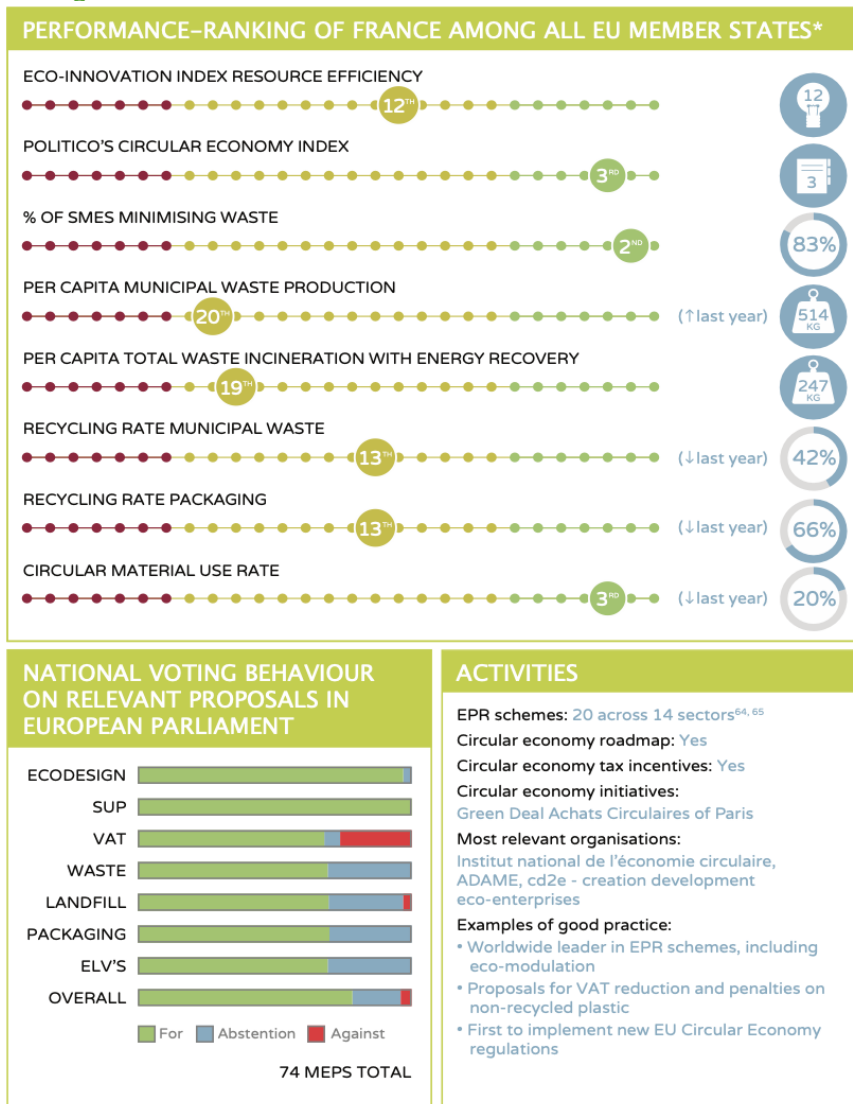 PERFORMANCE-RANKING OF FRANCE AMONG ALL EU MEMBER STATES*
ECO-INNOVATION INDEX RESOURCE EFFICIENCY
12TH
12
POLITICO'S CIRCULAR ECONOMY INDEX
3RD
3
% OF SMES MINIMISING WASTE
2ND
83%
PER CAPITA MUNICIPAL WASTE PRODUCTION
20TH
(↑last year)
514
KG
PER CAPITA TOTAL WASTE INCINERATION WITH ENERGY RECOVERY
19TH
247
KG
RECYCLING RATE MUNICIPAL WASTE
13TH
(↓last year)
42%
RECYCLING RATE PACKAGING
13TH
(↓last year)
66%
CIRCULAR MATERIAL USE RATE
3RD
(↓last year)
20%
NATIONAL VOTING BEHAVIOUR
ON RELEVANT PROPOSALS IN
EUROPEAN PARLIAMENT
ECODESIGN
SUP
VAT
WASTE
LANDFILL
PACKAGING
ELV'S
OVERALL
For Abstention Against
74 MEPS TOTAL
ACTIVITIES
EPR schemes: 20 across 14 sectors64, 65
Circular economy roadmap: Yes
Circular economy tax incentives: Yes
Circular economy initiatives:
Green Deal Achats Circulaires of Paris
Most relevant organisations:
Institut national de l'économie circulaire,
ADAME, cd2e - creation development
eco-enterprises
Examples of good practice:
• Worldwide leader in EPR schemes, including
eco-modulation
• Proposals for VAT reduction and penalties on
non-recycled plastic
• First to implement new EU Circular Economy
regulations